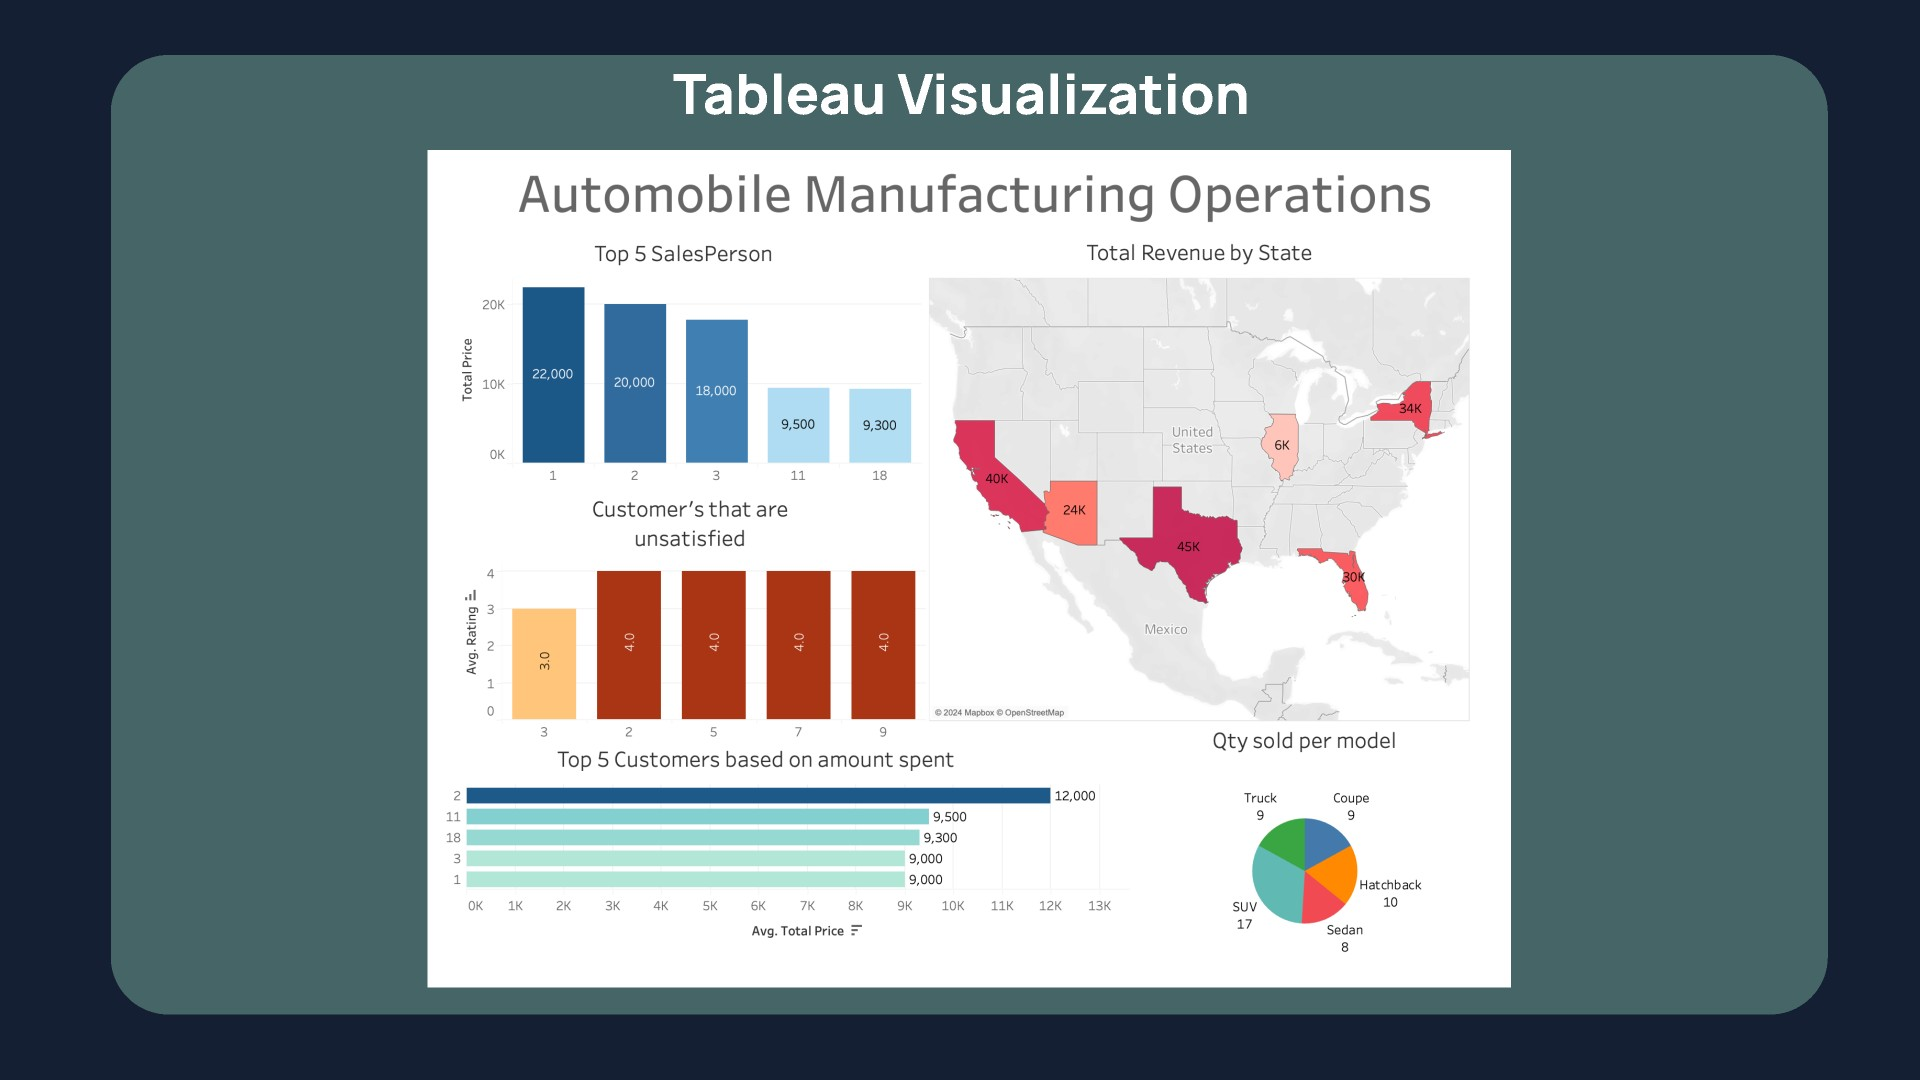 Tableau Visualization
Automobile Manufacturing Operations
Top 5 SalesPerson
Total Price
20K
10K
0K
22,000
20,000
18,000
9,500
9,300
1
2
3
11
18
Customer's that are
unsatisfied
Avg. Rating
4
3
2
1
0
3.0
4.0
4.0
4.0
4.0
3
2
5
7
9
Total Revenue by State
United
States
Mexico
40K
24K
45K
6K
34K
30K
© 2024 Mapbox © OpenStreetMap
Top 5 Customers based on amount spent
2
12,000
11
9,500
18
9,300
3
9,000
1
9,000
0K
1K
2K
3K
4K
5K
6K
7K
8K
9K
10K
11K
12K
13K
Avg. Total Price
Qty sold per model
Truck
9
Coupe
9
Hatchback
10
SUV
17
Sedan
8